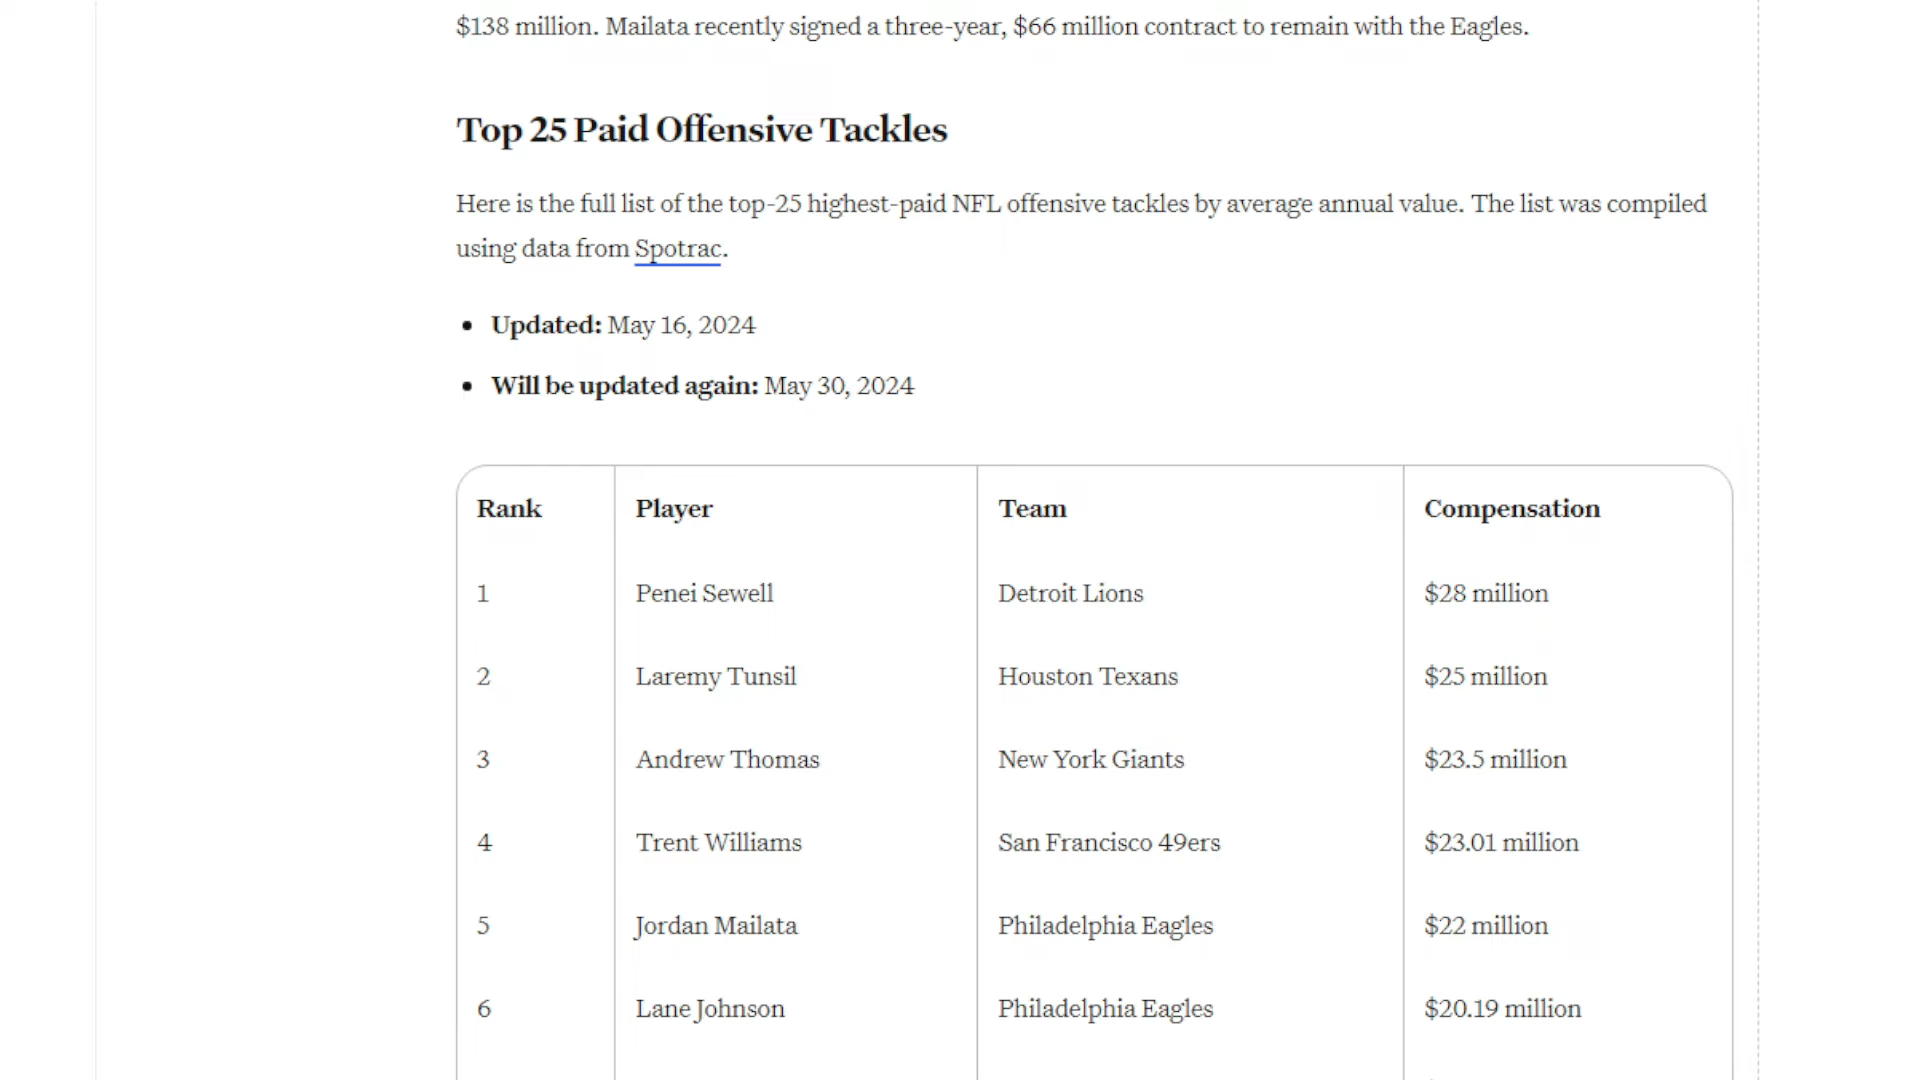 $138 million. Mailata recently signed a three-year, $66 million contract to remain with the Eagles.
Top 25 Paid Offensive Tackles
Here is the full list of the top-25 highest-paid NFL offensive tackles by average annual value. The list was compiled
using data from Spotrac.
• Updated: May 16, 2024
• Will be updated again: May 30, 2024
Rank Player Team Compensation
1 Penei Sewell Detroit Lions $28 million
2 Laremy Tunsil Houston Texans $25 million
3 Andrew Thomas New York Giants $23.5 million
4 Trent Williams San Francisco 49ers $23.01 million
5 Jordan Mailata Philadelphia Eagles $22 million
6 Lane Johnson Philadelphia Eagles $20.19 million